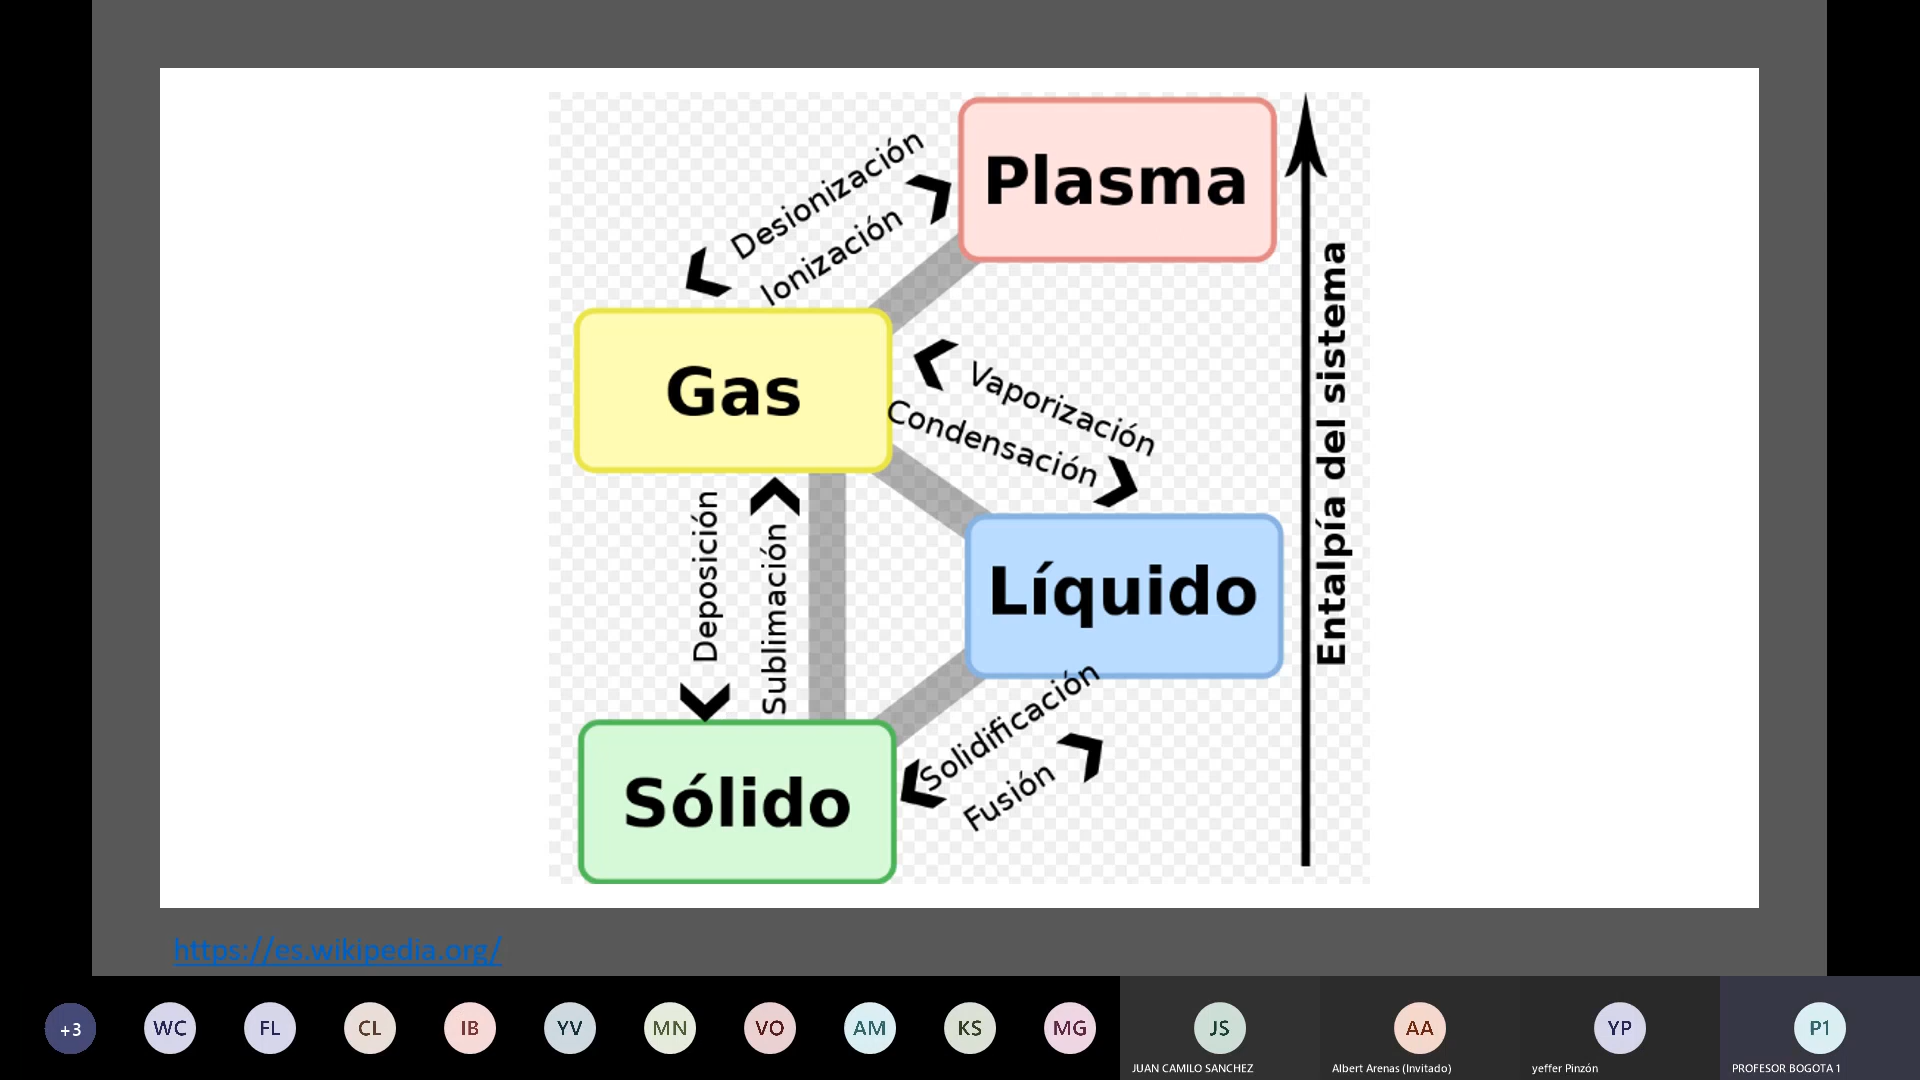 Plasma
Desionización
Ionización
Gas
Vaporización
Condensación
Entalpía del sistema
Deposición
Sublimación
Líquido
Sólido
Solidificación
Fusión
https://es.wikipedia.org/
+3
WC
FL
CL
IB
YV
MN
VO
AM
KS
MG
JS
AA
YP
P1
JUAN CAMILO SANCHEZ
Albert Arenas (Invitado)
yeffer Pinzón
PROFESOR BOGOTA 1